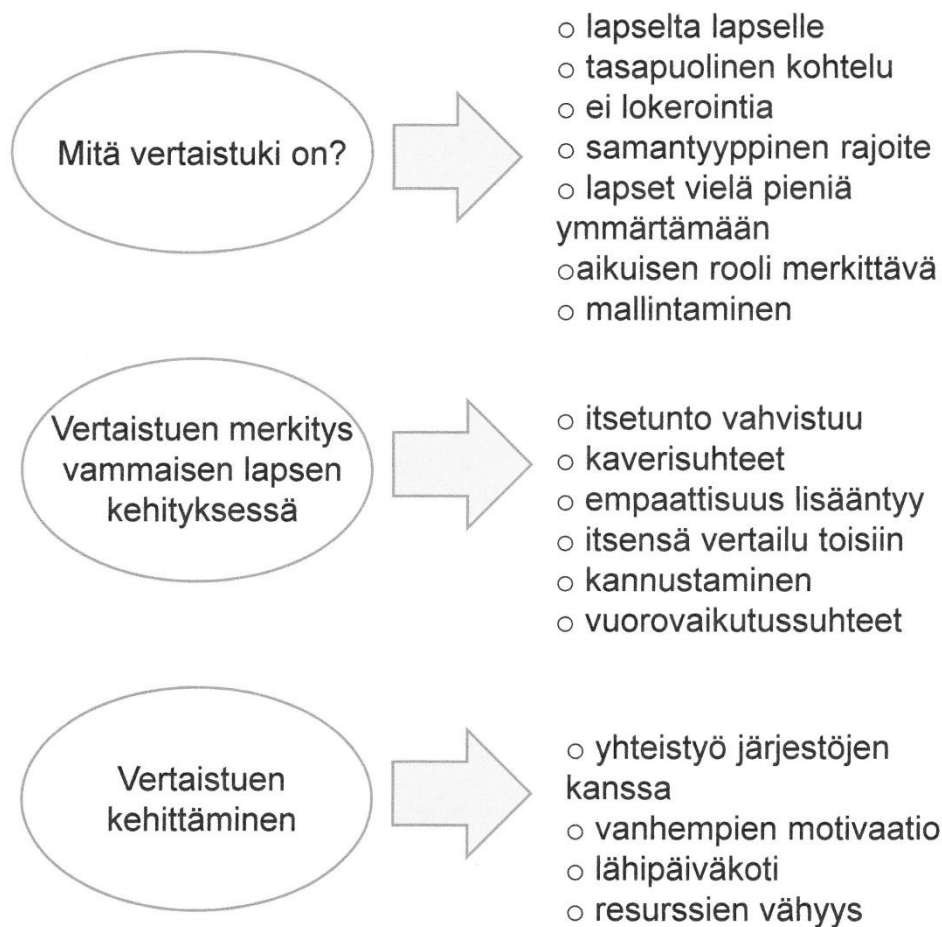 Mitä vertaistuki on?
○ lapselta lapselle
○ tasapuolinen kohtelu
○ ei lokerointia
○ samantyyppinen rajoite
○ lapset vielä pieniä
ymmärtämään
○aikuisen rooli merkittävä
○ mallintaminen
Vertaistuen merkitys
vammaisen lapsen
kehityksessä
○ itsetunto vahvistuu
○ kaverisuhteet
○ empaattisuus lisääntyy
○ itsensä vertailu toisiin
○ kannustaminen
○ vuorovaikutussuhteet
Vertaistuen
kehittäminen
○ yhteistyö järjestöjen
kanssa
○ vanhempien motivaatio
○ lähipäiväkoti
○ resurssien vähyys